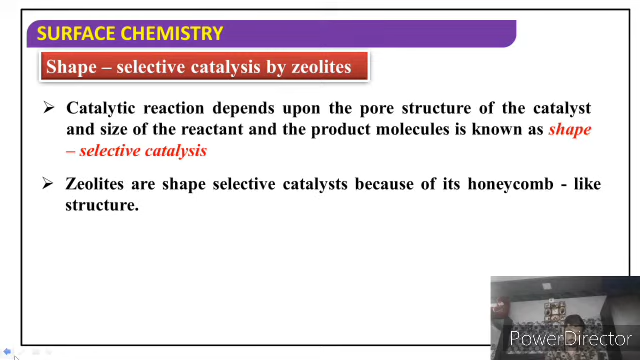 SURFACE CHEMISTRY
Shape – selective catalysis by zeolites
Catalytic reaction depends upon the pore structure of the catalyst
and size of the reactant and the product molecules is known as shape
– selective catalysis
Zeolites are shape selective catalysts because of its honeycomb - like
structure.
PowerDirector